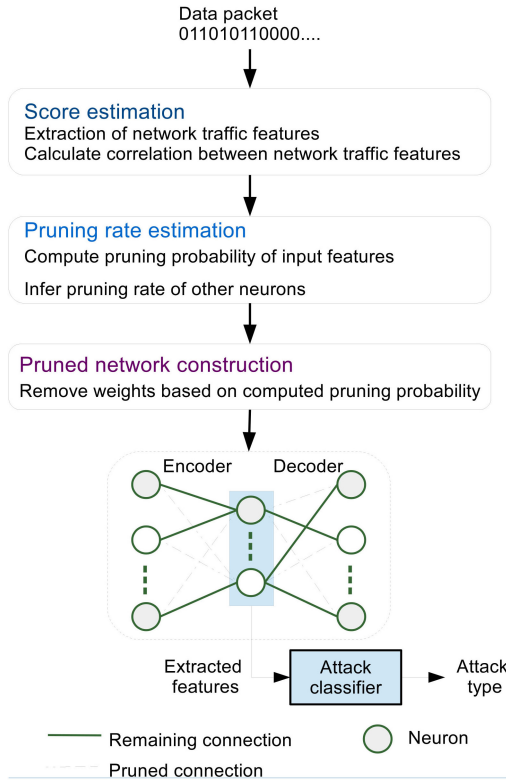 Data packet
011010110000....
Score estimation
Extraction of network traffic features
Calculate correlation between network traffic features
Pruning rate estimation
Compute pruning probability of input features
Infer pruning rate of other neurons
Pruned network construction
Remove weights based on computed pruning probability
Encoder
Decoder
Extracted
features
Attack
classifier
Attack
type
Remaining connection
Neuron
Pruned connection